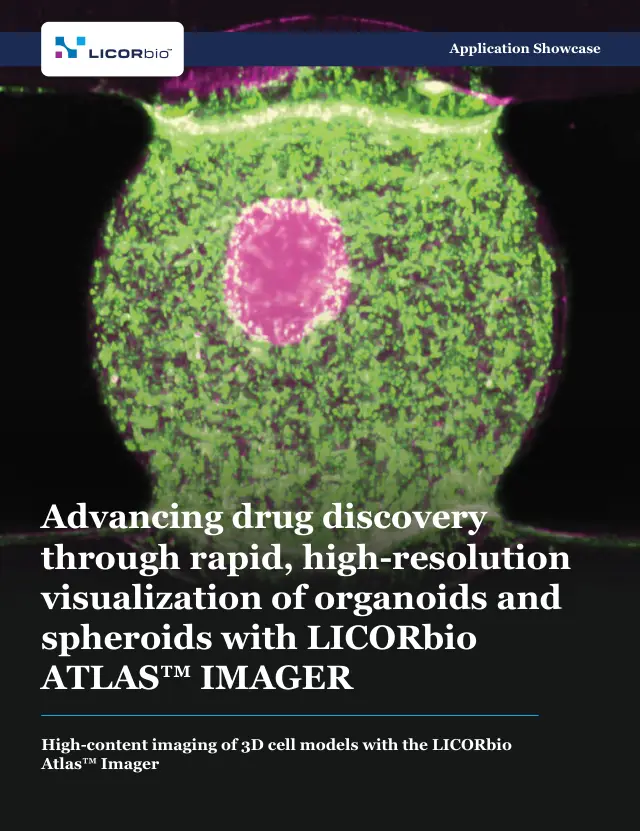 LICORbio™
Application Showcase
Advancing drug discovery
through rapid, high-resolution
visualization of organoids and
spheroids with LICORbio
ATLAS™ IMAGER
High-content imaging of 3D cell models with the LICORbio
Atlas™ Imager